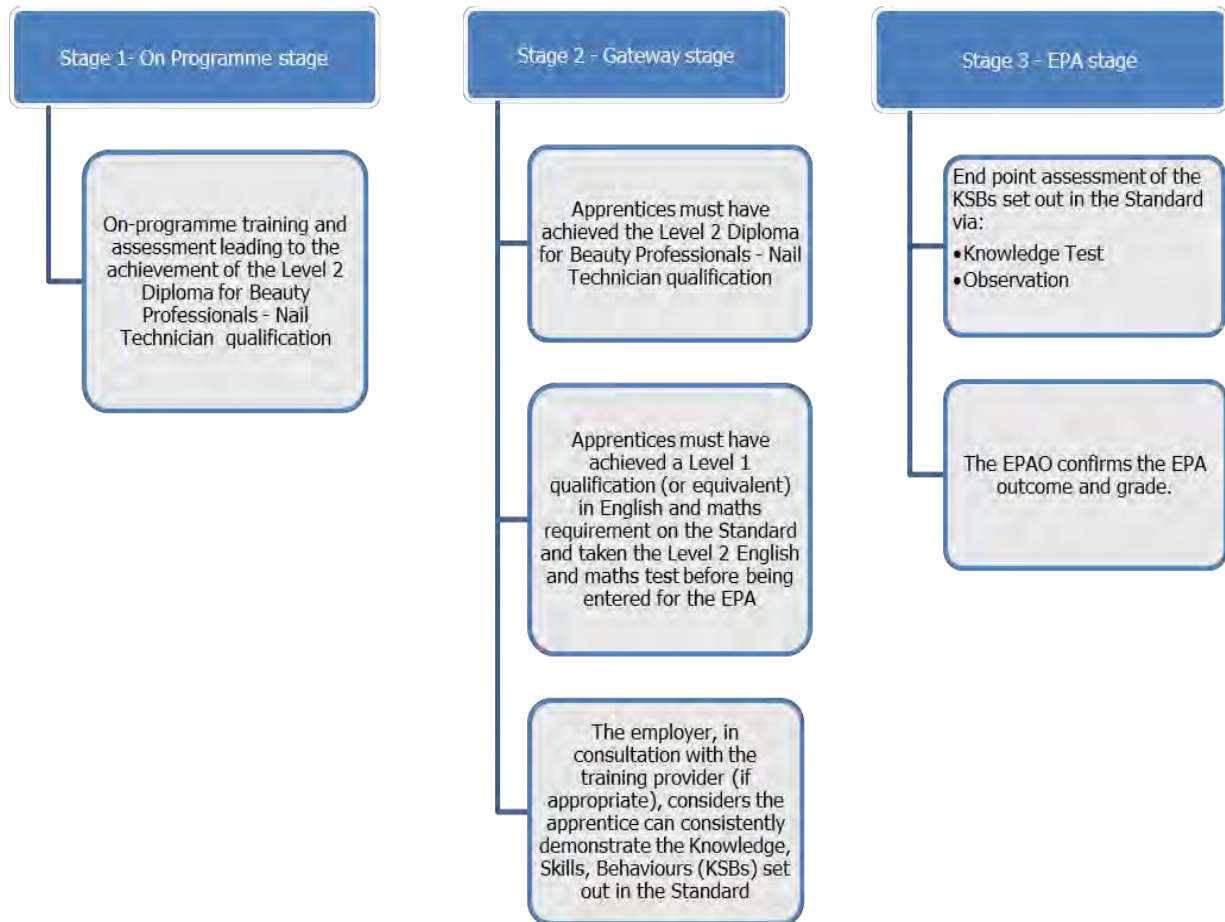 Stage 1- On Programme stage
On-programme training and
assessment leading to the
achievement of the Level 2
Diploma for Beauty
Professionals - Nail
Technician qualification
Stage 2 - Gateway stage
Apprentices must have
achieved the Level 2 Diploma
for Beauty Professionals - Nail
Technician qualification
Apprentices must have
achieved a Level 1
qualification (or equivalent)
in English and maths
requirement on the Standard
and taken the Level 2 English
and maths test before being
entered for the EPA
The employer, in
consultation with the
training provider (if
appropriate), considers the
apprentice can consistently
demonstrate the Knowledge,
Skills, Behaviours (KSBs) set
out in the Standard
Stage 3 - EPA stage
End point assessment of the
KSBs set out in the Standard
via:
•Knowledge Test
•Observation
The EPAO confirms the EPA
outcome and grade.